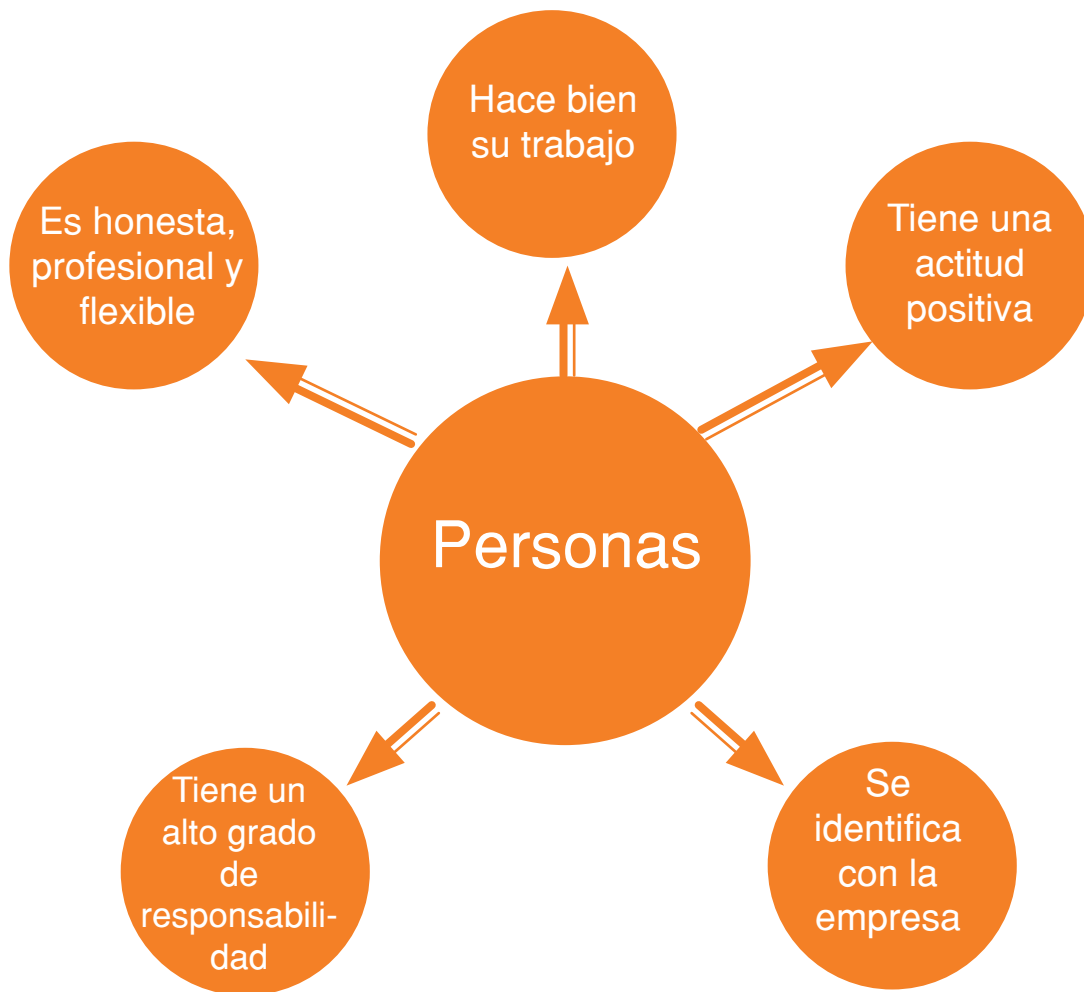 Hace bien
su trabajo
Es honesta,
profesional y
flexible
Tiene una
actitud
positiva
Personas
Tiene un
alto grado
de
responsabili-
dad
Se
identifica
con la
empresa